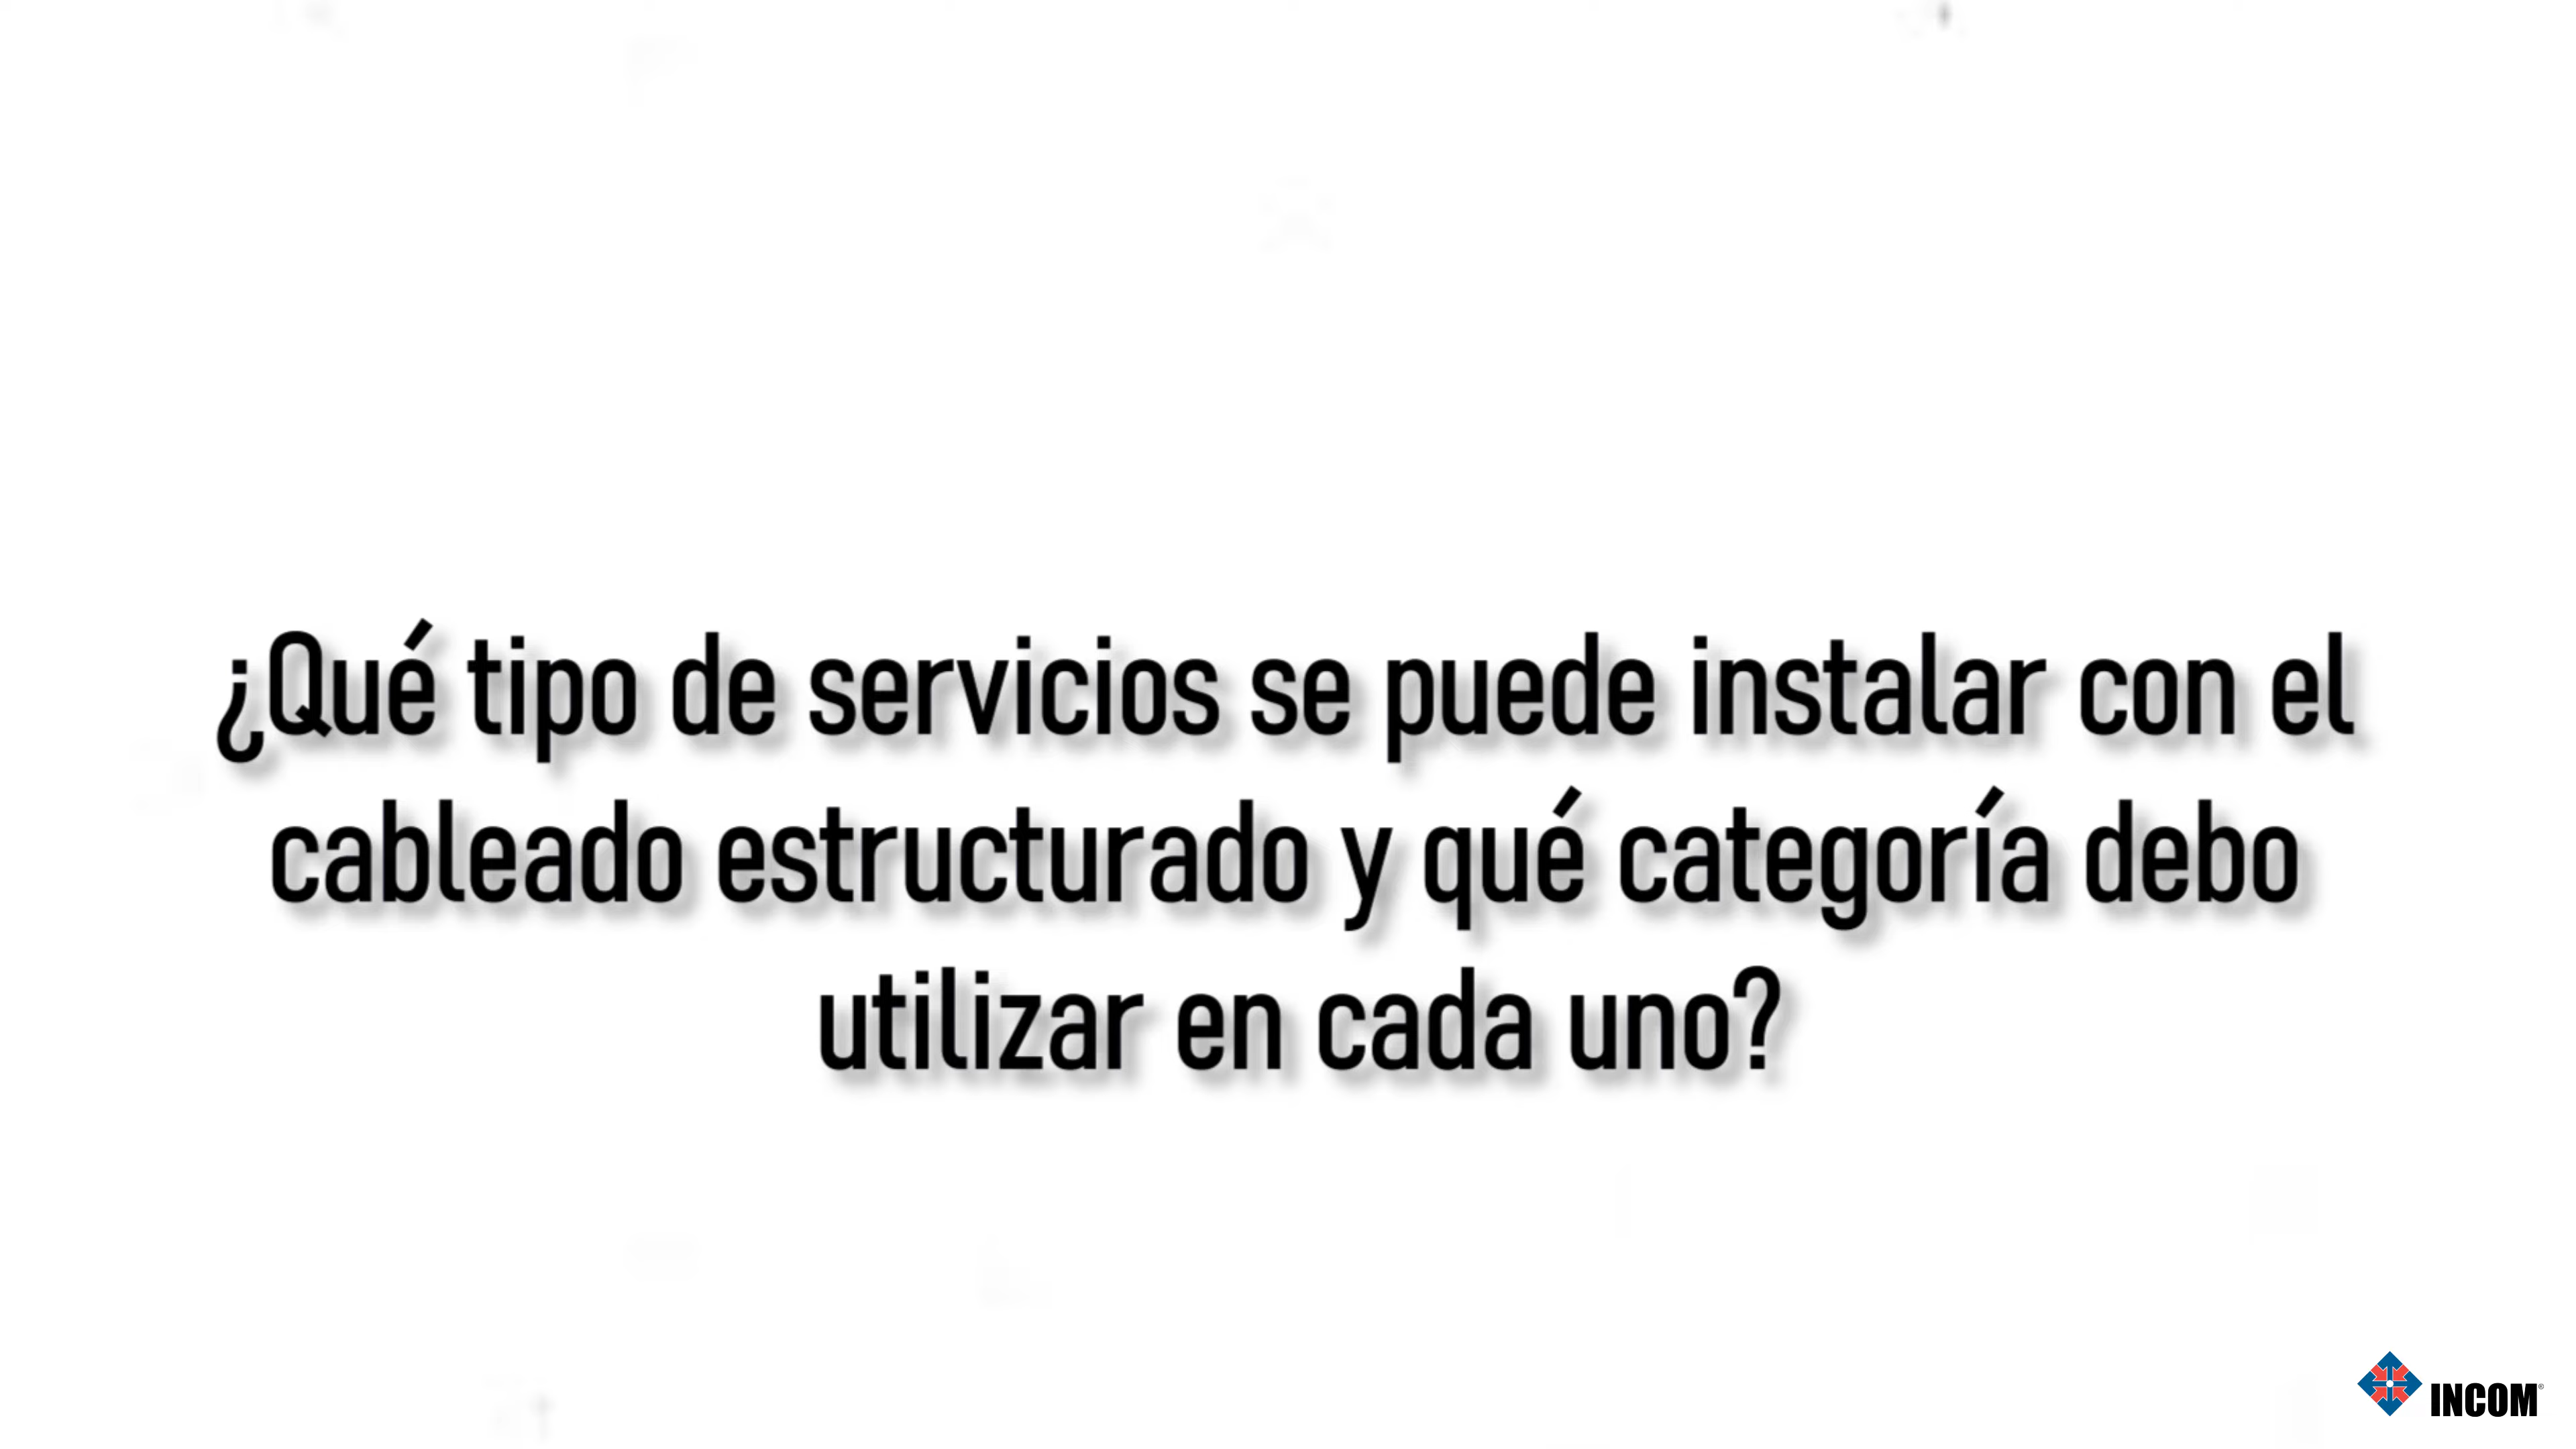 ¿Qué tipo de servicios se puede instalar con el
cableado estructurado y qué categoría debo
utilizar en cada uno?
INCOM®